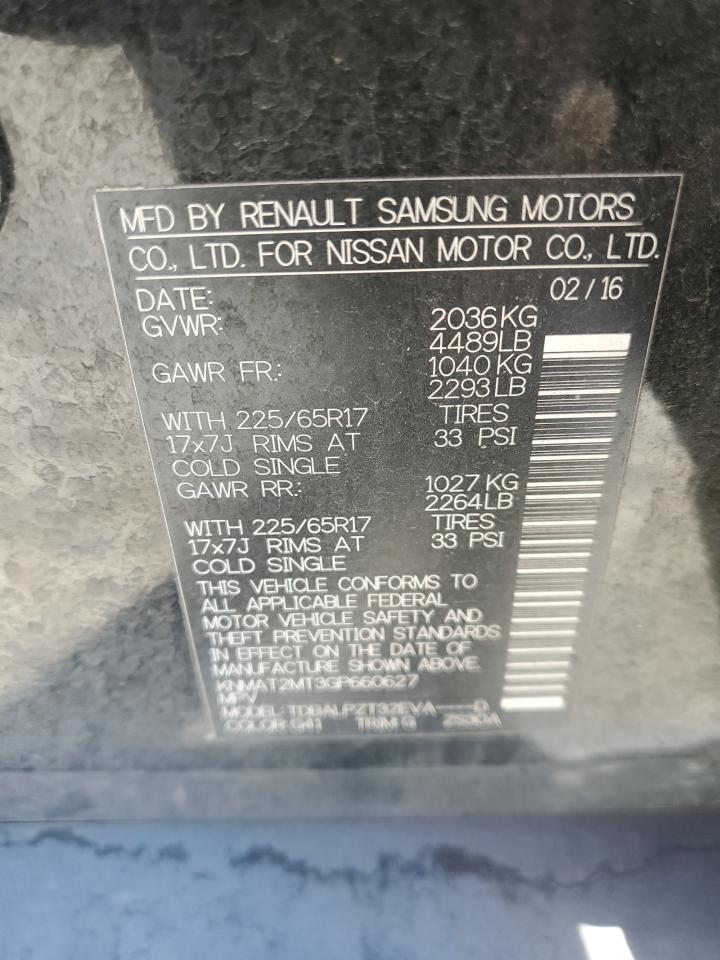 MFD BY RENAULT SAMSUNG MOTORS
CO., LTD. FOR NISSAN MOTOR CO., LTD.
DATE: 02/16
GVWR: 2036KG
4489LB
GAWR FR.: 1040KG
2293LB
WITH 225/65R17 TIRES
17x7J RIMS AT 33 PSI
COLD SINGLE
GAWR RR.: 1027 KG
2264LB
WITH 225/65R17 TIRES
17x7J RIMS AT 33 PSI
COLD SINGLE
THIS VEHICLE CONFORMS TO
ALL APPLICABLE FEDERAL
MOTOR VEHICLE SAFETY AND
THEFT PREVENTION STANDARDS
IN EFFECT ON THE DATE OF
MANUFACTURE SHOWN ABOVE.
KNMAT2MT3GP660627
MPV
MODEL: TDBALPZT32EVA----D
COLOR: G41 TRIM: G